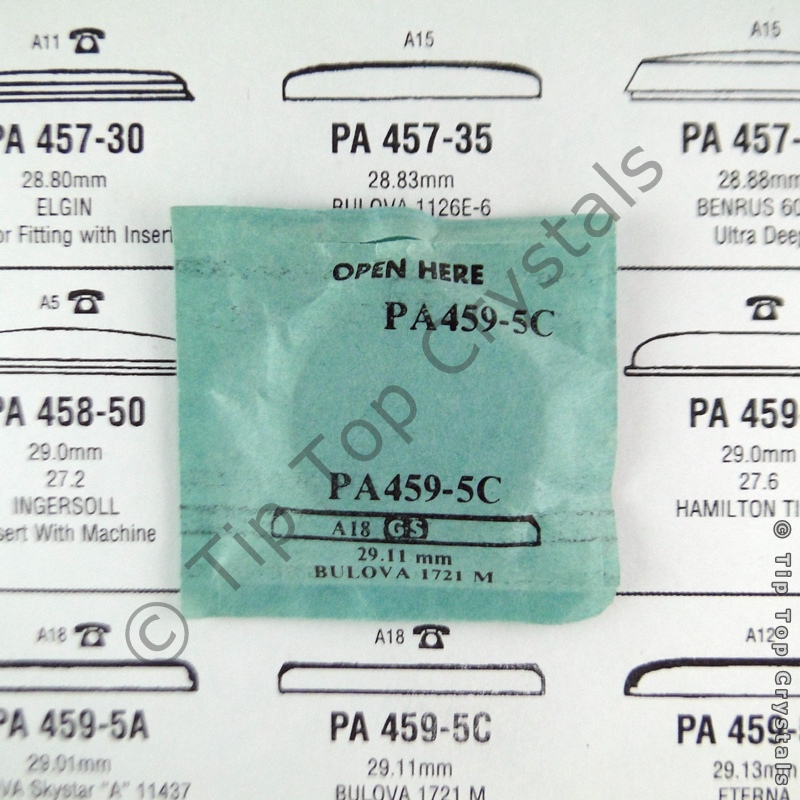 A11
A15
A15
PA 457-30
PA 457-35
PA 457-
28.80mm
28.83mm
28.88mm
ELGIN
BULOVA 1126E-6
BENRUS 60
or Fitting with Insert
Ultra Deep
OPEN HERE
PA459-5C
A5
PA 458-50
PA 459
29.0mm
29.0mm
27.2
27.6
INGERSOLL
HAMILTON TI
sert With Machine
PA459-5C
A18 GS
29.11 mm
BULOVA 1721 M
A18
A18
A12
PA 459-5A
PA 459-5C
PA 459-
29.01mm
29.11mm
29.13mm
VA Skystar "A" 11437
BULOVA 1721 M
ETERNA
© Tip Top Crystals
© Tip Top Crystals